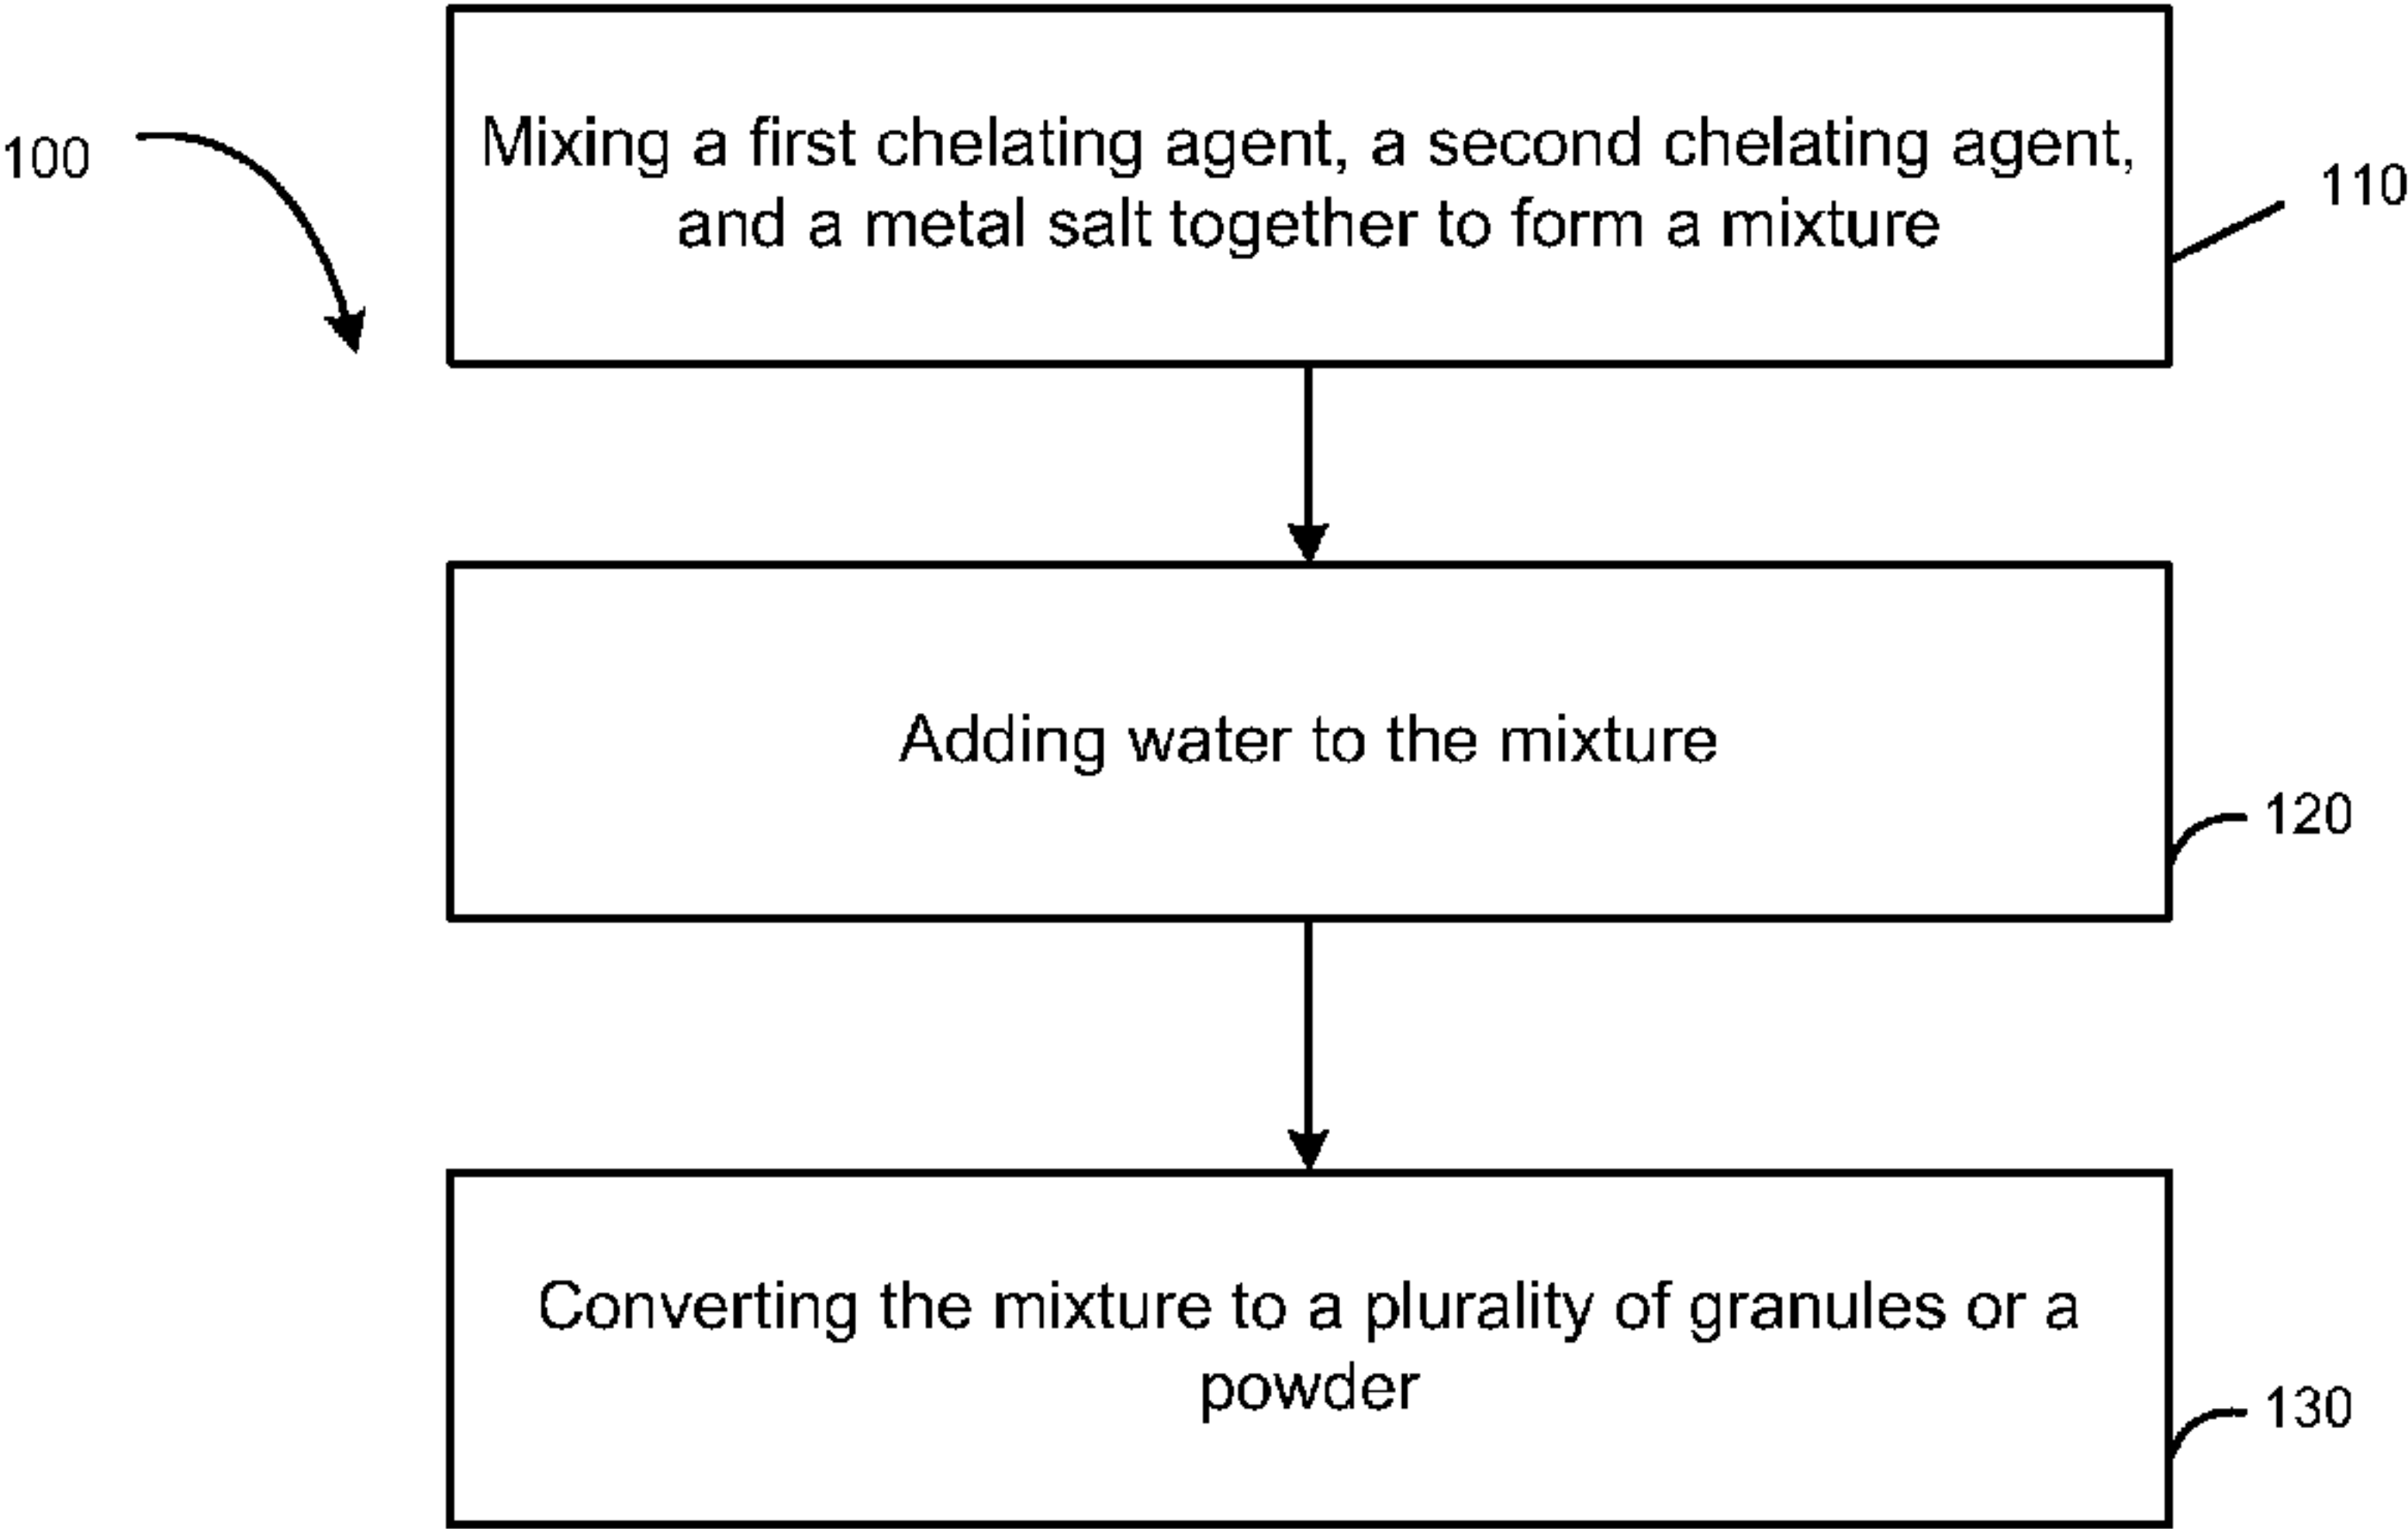 100
Mixing a first chelating agent, a second chelating agent,
and a metal salt together to form a mixture
110
Adding water to the mixture
120
Converting the mixture to a plurality of granules or a
powder
130